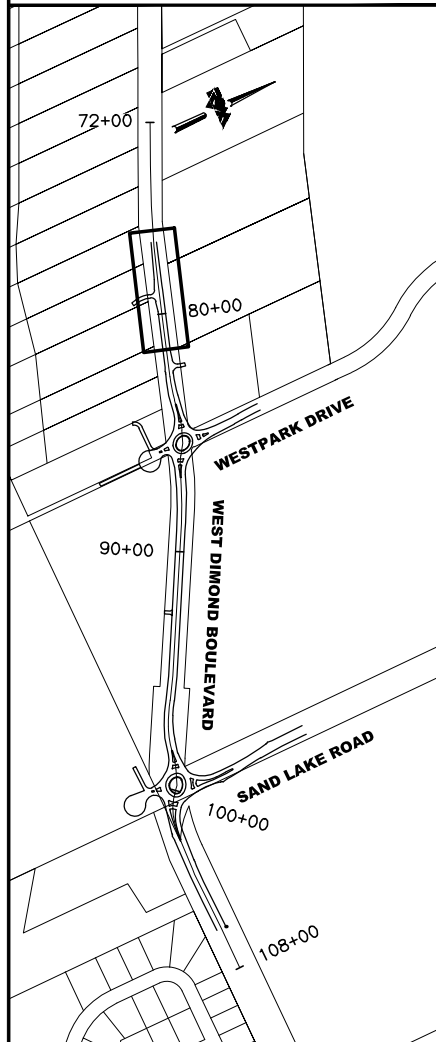 72+00
80+00
WESTPARK DRIVE
90+00
WEST DIMOND BOULEVARD
SAND LAKE ROAD
100+00
108+00